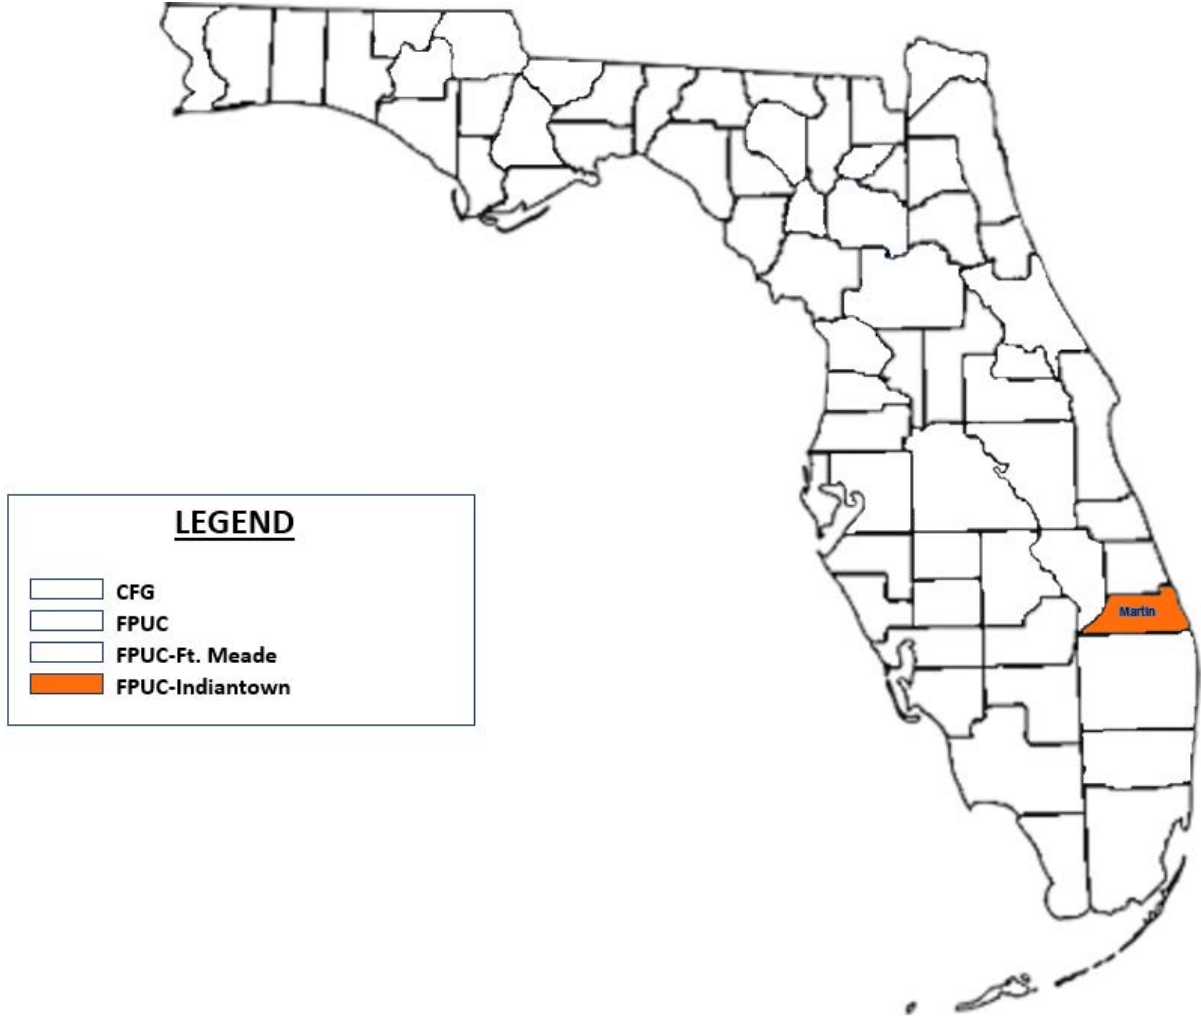 LEGEND
CFG
FPUC
FPUC-Ft. Meade
FPUC-Indiantown
Martin